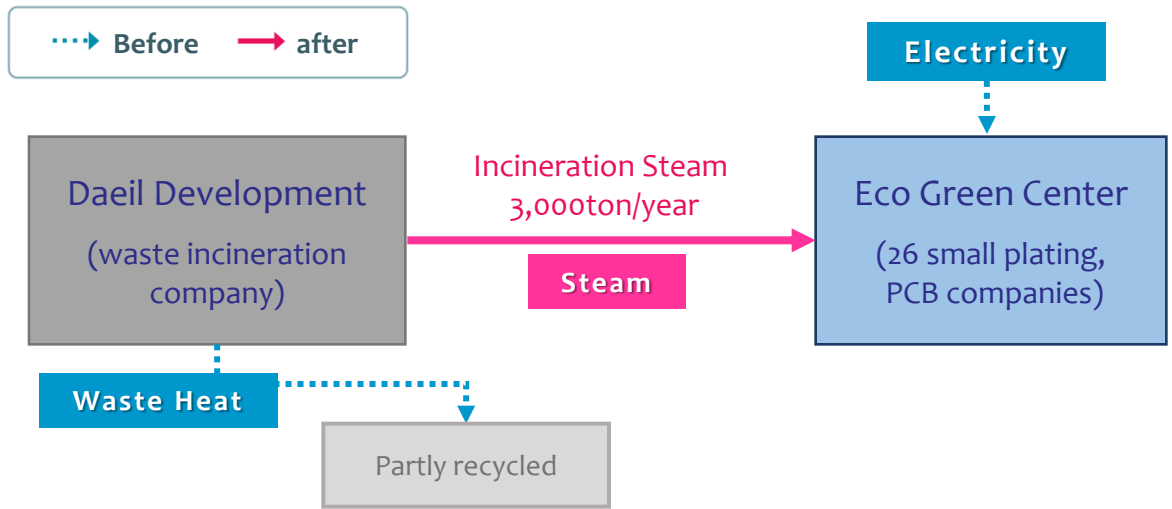 Before
after
Electricity
Daeil Development
(waste incineration
company)
Incineration Steam
3,000ton/year
Steam
Eco Green Center
(26 small plating,
PCB companies)
Waste Heat
Partly recycled